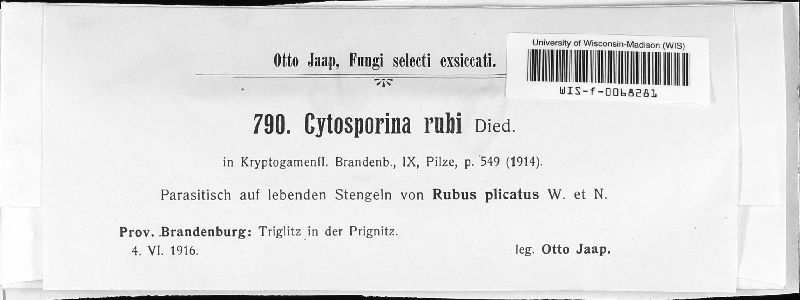 Otto Jaap, Fungi selecti exsiccati.
University of Wisconsin-Madison (WIS)
WIS-f-0068281
790. Cytosporina rubi Died.
in Kryptogamenfl. Brandenb., IX, Pilze, p. 549 (1914).
Parasitisch auf lebenden Stengeln von Rubus plicatus W. et N.
Prov. Brandenburg: Triglitz in der Prignitz.
4. VI. 1916. leg. Otto Jaap.